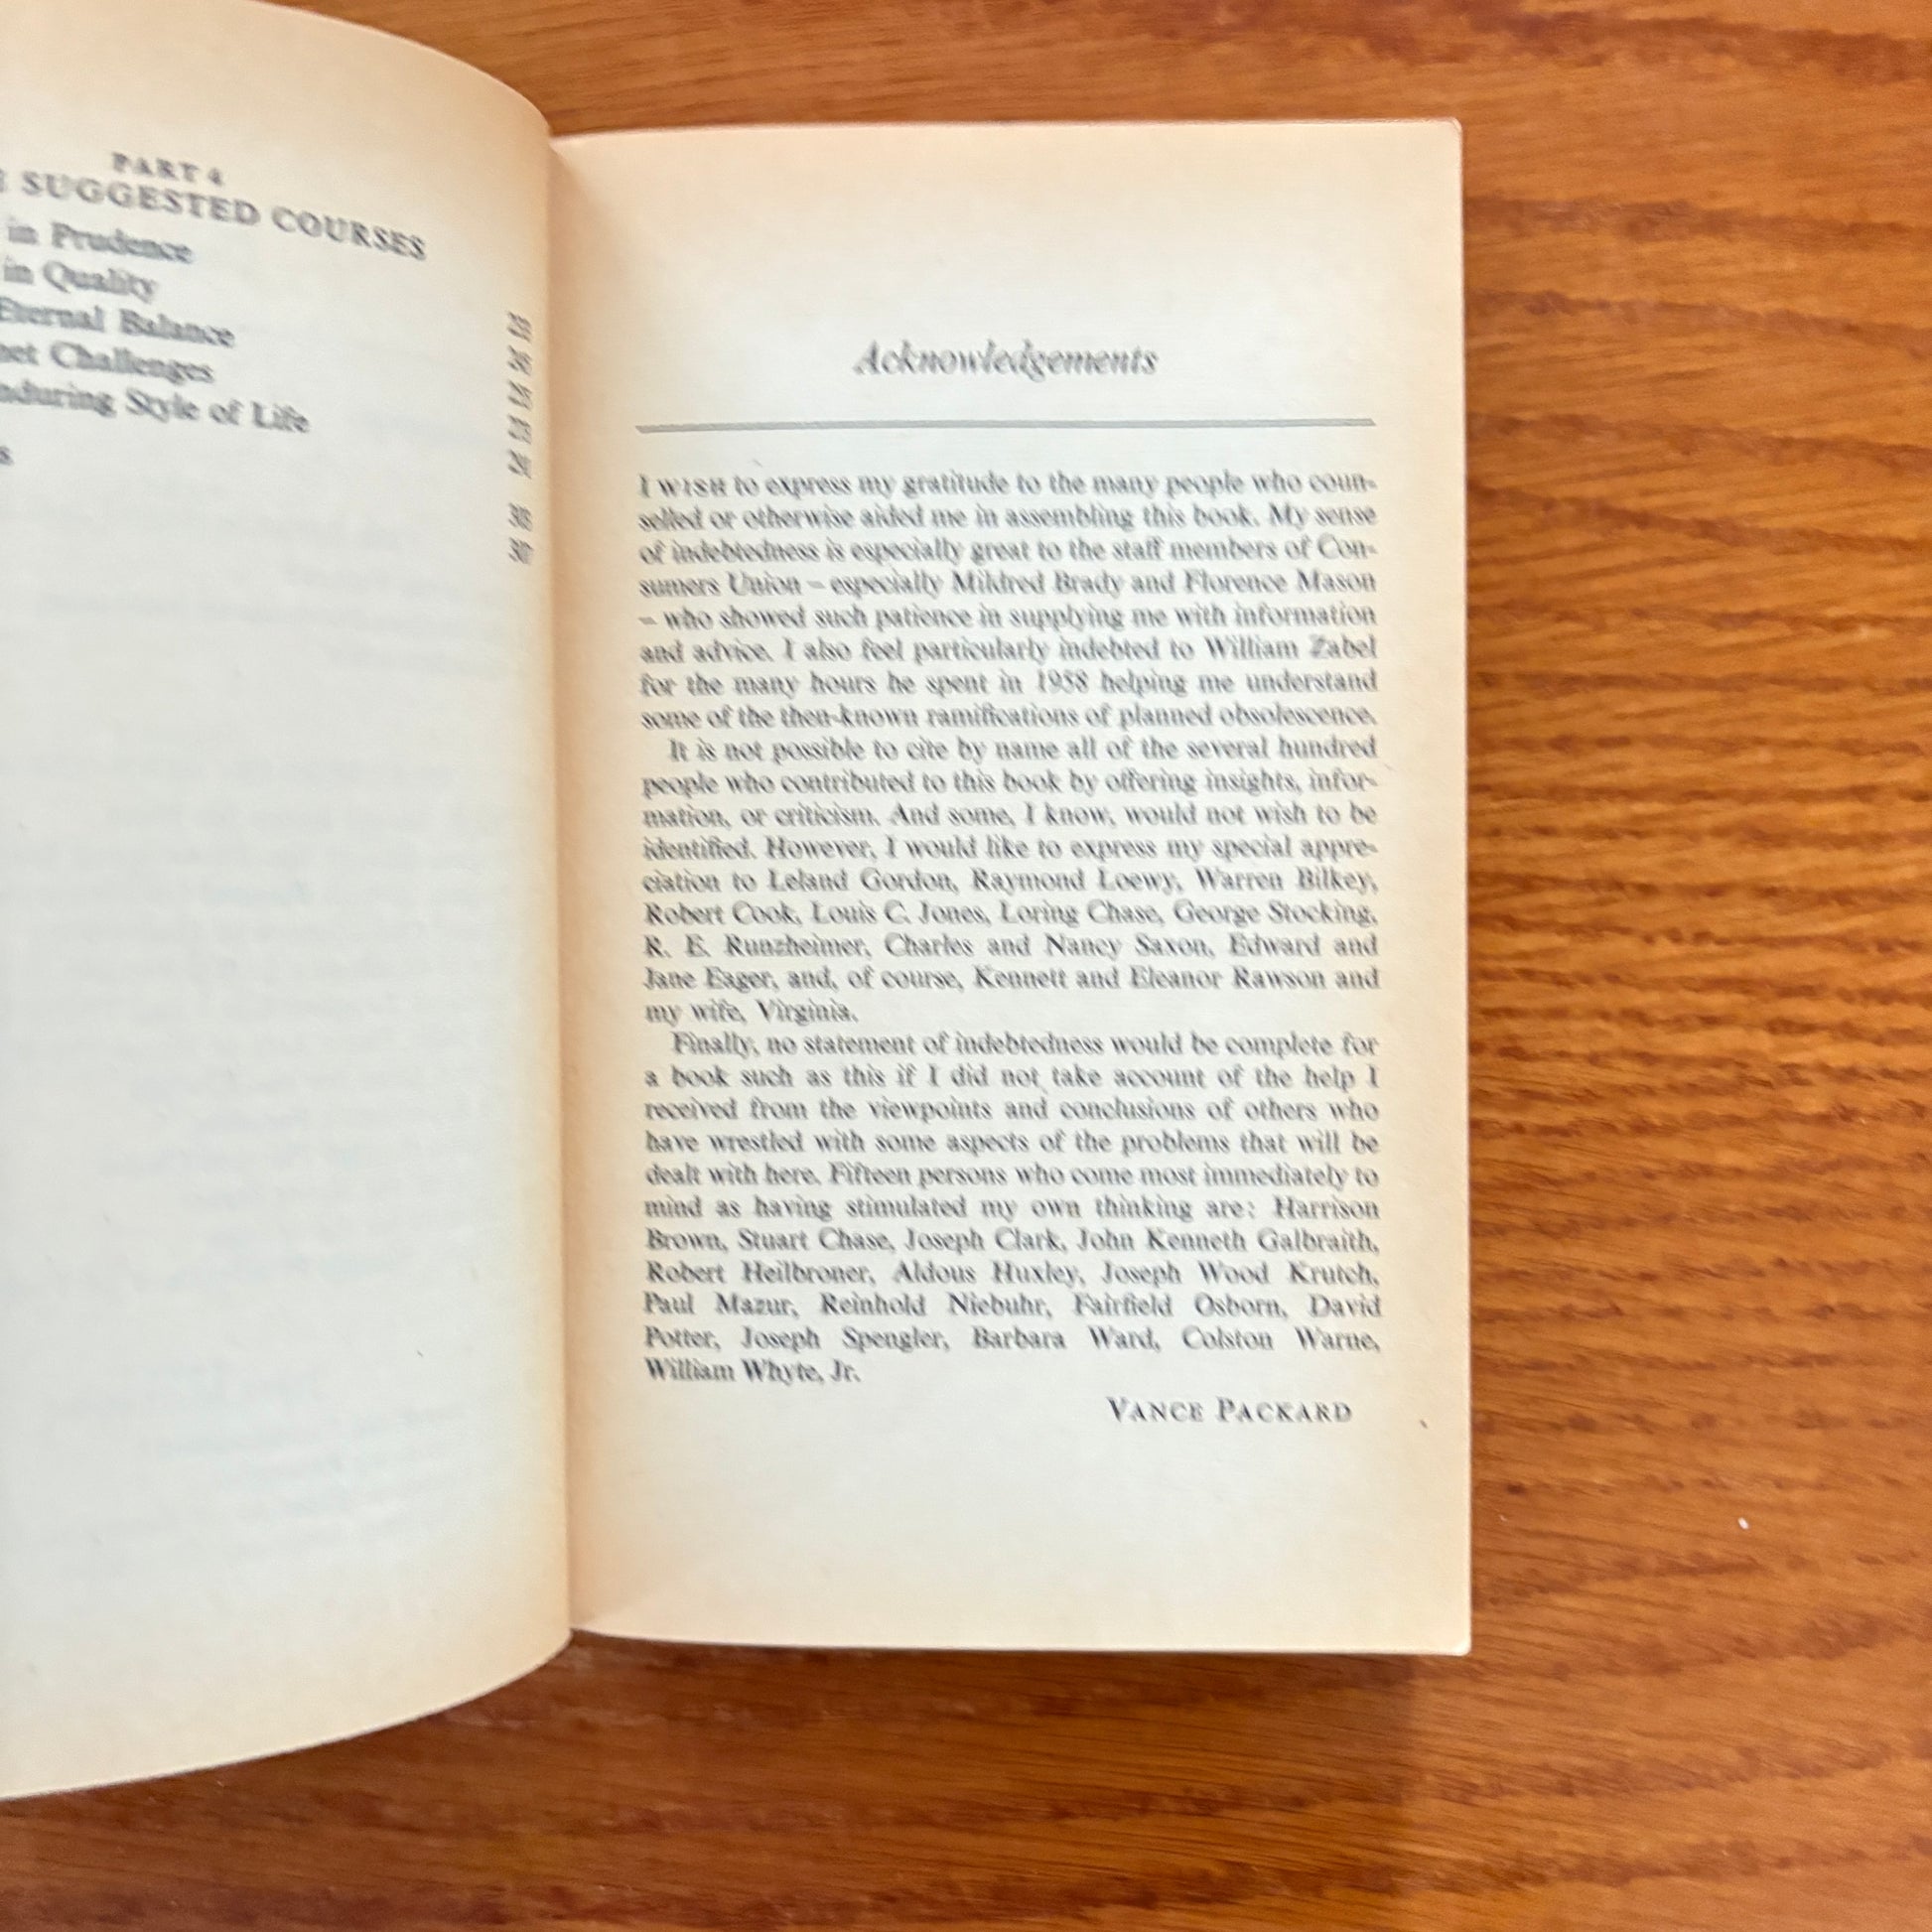 PART 4
SUGGESTED COURSES
in Prudence
in Quality
Eternal Balance
Challenges
Style of Life
Acknowledgements
I WISH to express my gratitude to the many people who coun-
selled or otherwise aided me in assembling this book. My sense
of indebtedness is especially great to the staff members of Con-
sumers Union – especially Mildred Brady and Florence Mason
– who showed such patience in supplying me with information
and advice. I also feel particularly indebted to William Zabel
for the many hours he spent in 1958 helping me understand
some of the then-known ramifications of planned obsolescence.
It is not possible to cite by name all of the several hundred
people who contributed to this book by offering insights, infor-
mation, or criticism. And some, I know, would not wish to be
identified. However, I would like to express my special appre-
ciation to Leland Gordon, Raymond Loewy, Warren Bilkey,
Robert Cook, Louis C. Jones, Loring Chase, George Stocking,
R. E. Runzheimer, Charles and Nancy Saxon, Edward and
Jane Eager, and, of course, Kennett and Eleanor Rawson and
my wife, Virginia.
Finally, no statement of indebtedness would be complete for
a book such as this if I did not take account of the help I
received from the viewpoints and conclusions of others who
have wrestled with some aspects of the problems that will be
dealt with here. Fifteen persons who come most immediately to
mind as having stimulated my own thinking are: Harrison
Brown, Stuart Chase, Joseph Clark, John Kenneth Galbraith,
Robert Heilbroner, Aldous Huxley, Joseph Wood Krutch,
Paul Mazur, Reinhold Niebuhr, Fairfield Osborn, David
Potter, Joseph Spengler, Barbara Ward, Colston Warne,
William Whyte, Jr.
VANCE PACKARD